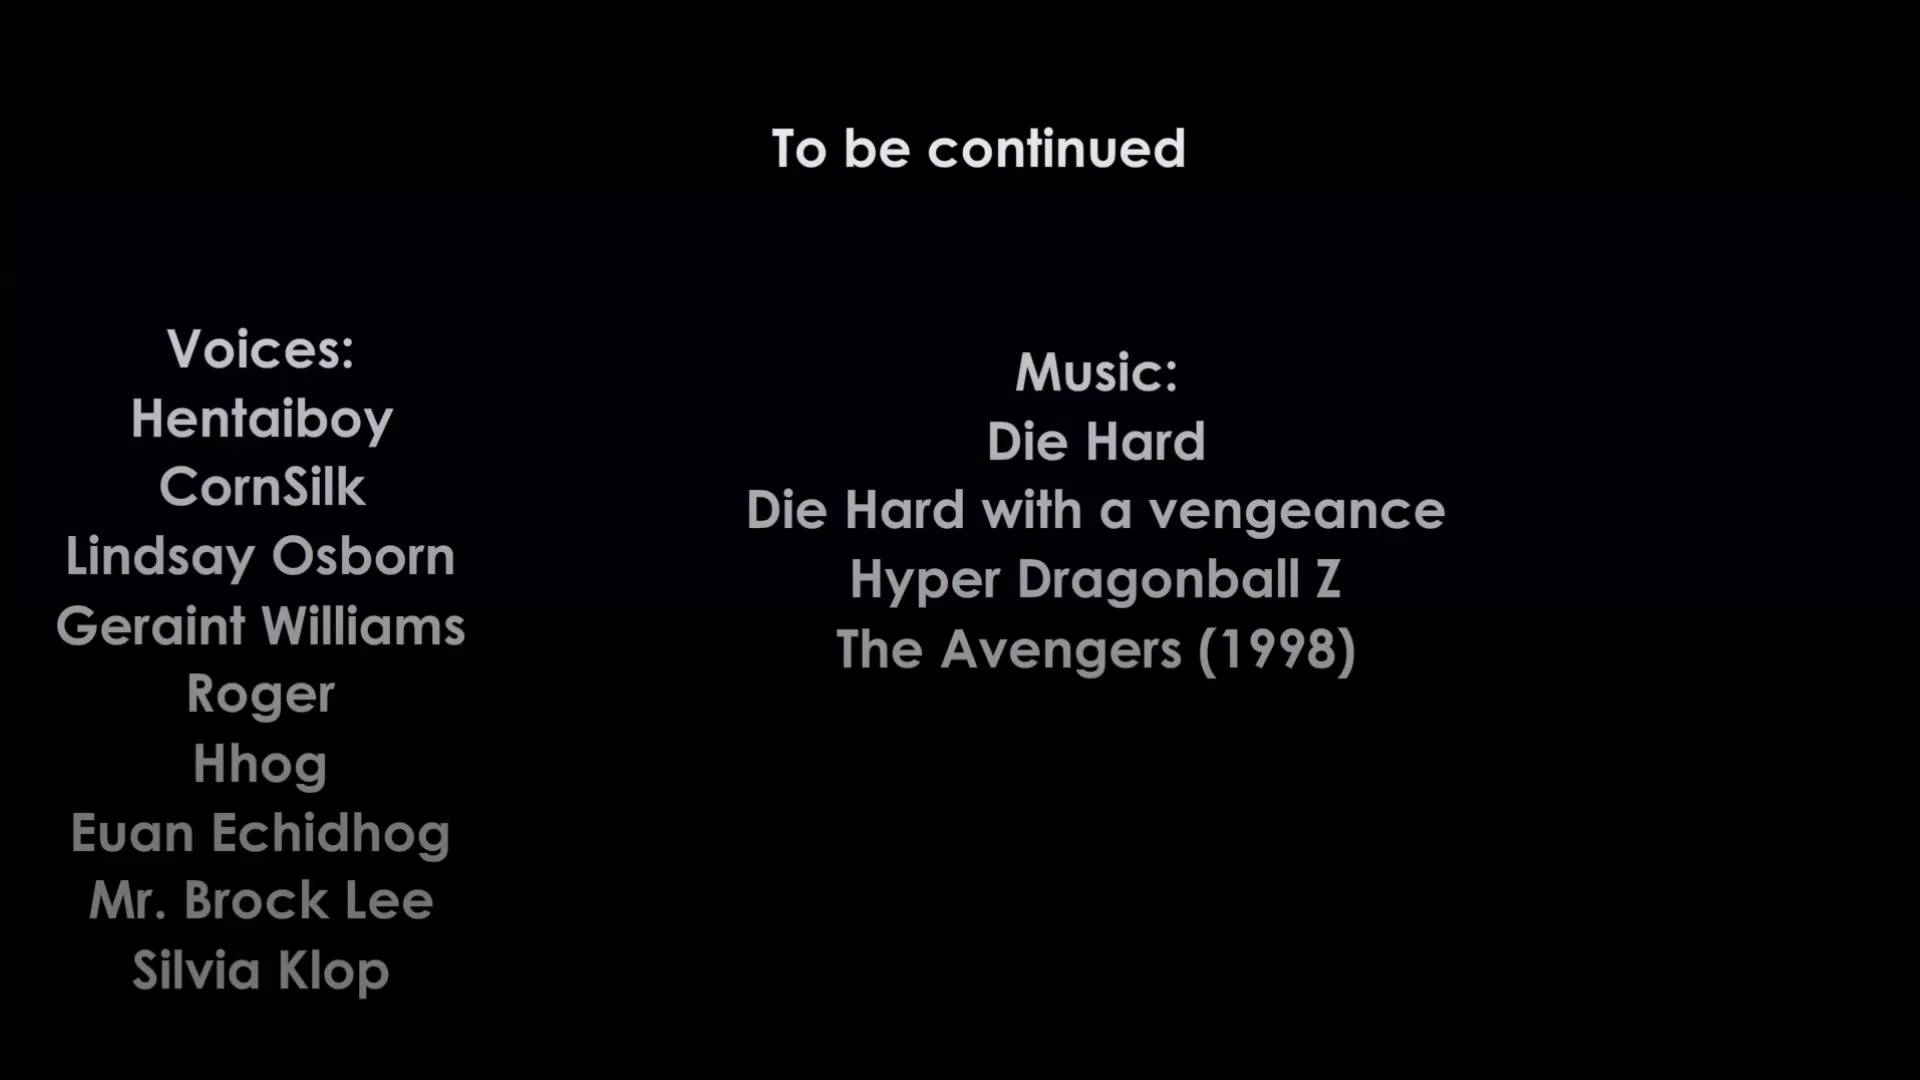 To be continued
Voices:
Hentaiboy
CornSilk
Lindsay Osborn
Geraint Williams
Roger
Hhog
Euan Echidhog
Mr. Brock Lee
Silvia Klop
Music:
Die Hard
Die Hard with a vengeance
Hyper Dragonball Z
The Avengers (1998)